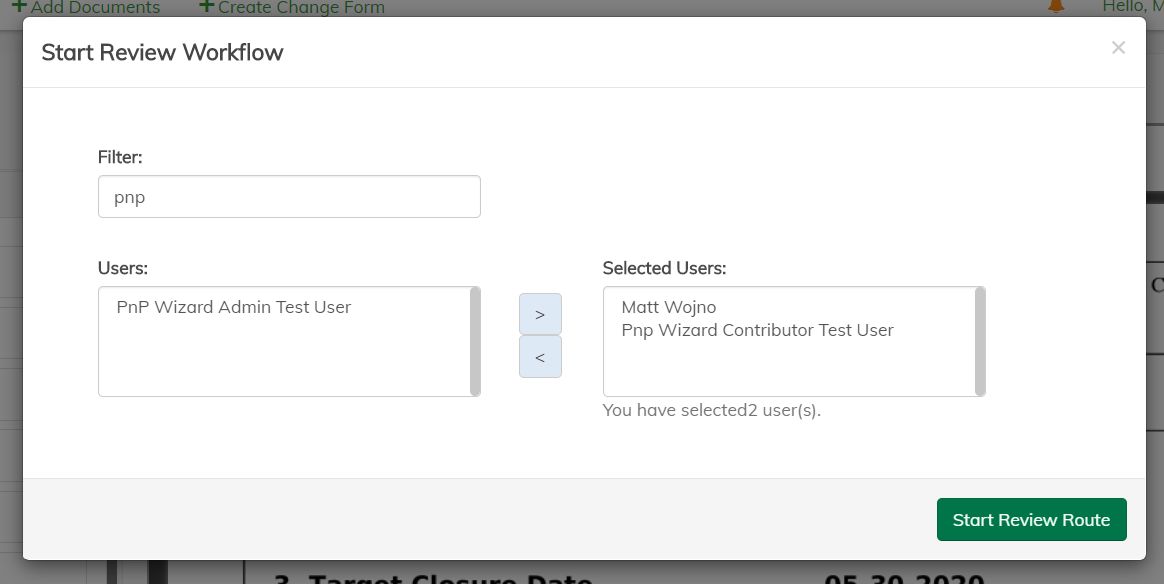 + Add Documents + Create Change Form Hello, M
Start Review Workflow ×
Filter:
pnp
Users: Selected Users:
PnP Wizard Admin Test User
Matt Wojno
Pnp Wizard Contributor Test User
>
<
You have selected2 user(s).
Start Review Route
C
3. Target Closure Date 05-30-2020